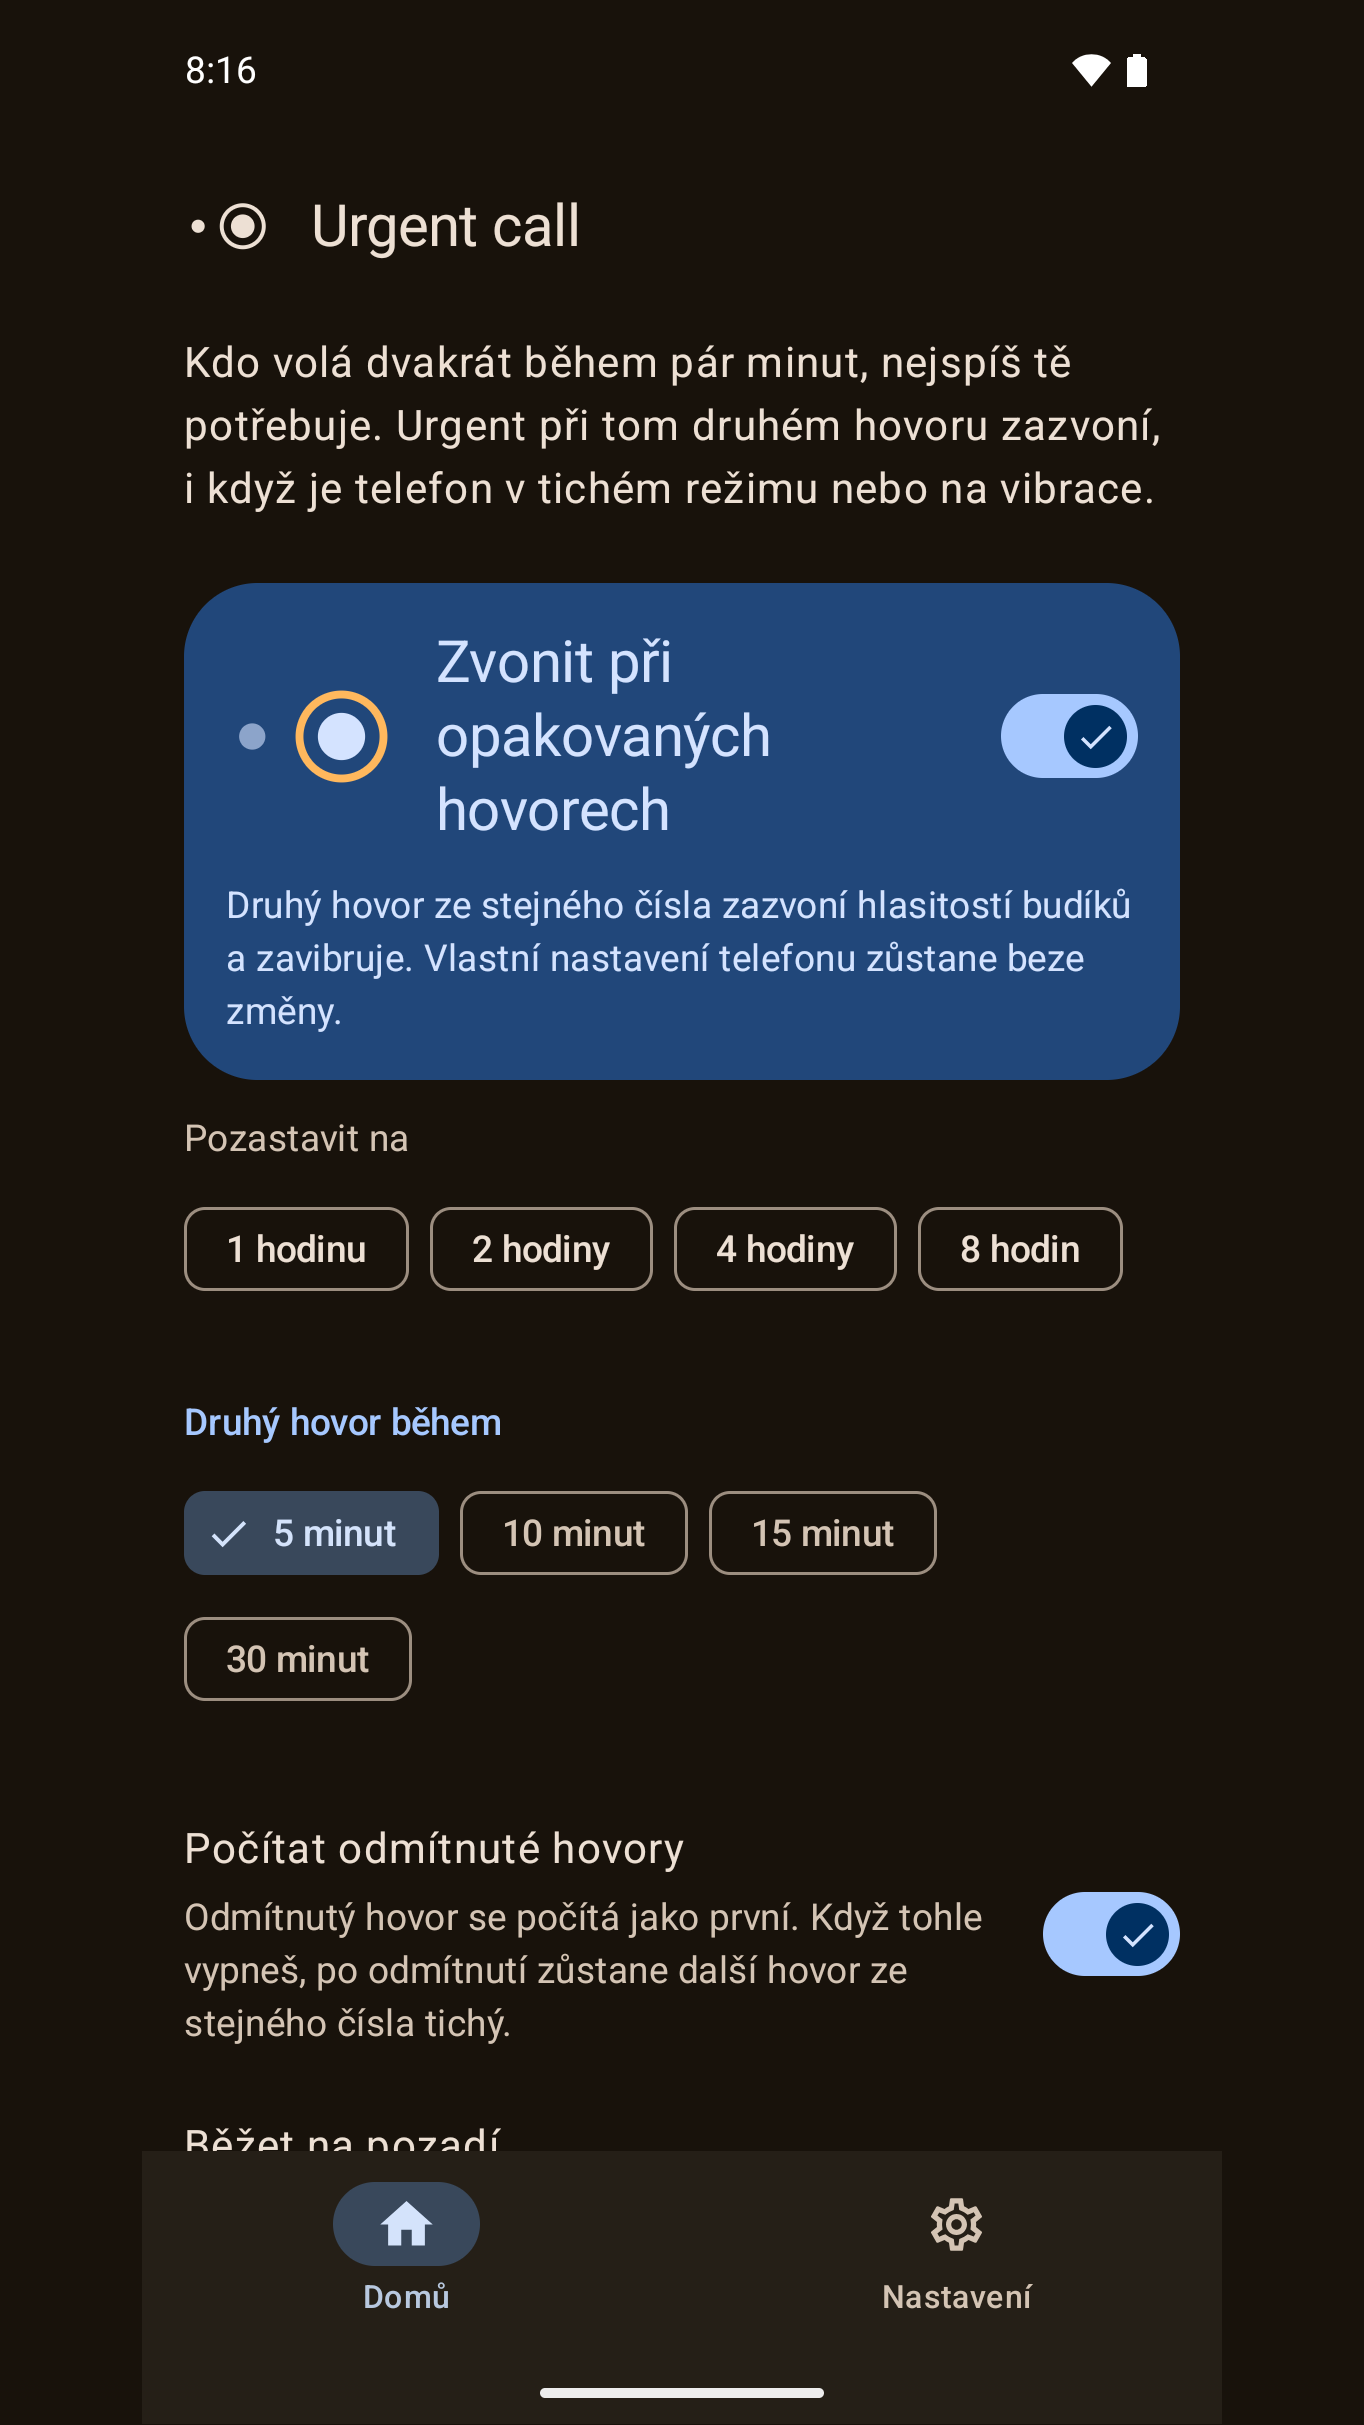 8:16
Urgent call
Kdo volá dvakrát během pár minut, nejspíš tě
potřebuje. Urgent při tom druhém hovoru zazvoní,
i když je telefon v tichém režimu nebo na vibrace.
Zvonit při
opakovaných
hovorech
Druhý hovor ze stejného čísla zazvoní hlasitostí budíků
a zavibruje. Vlastní nastavení telefonu zůstane beze
změny.
Pozastavit na
1 hodinu
2 hodiny
4 hodiny
8 hodin
Druhý hovor během
5 minut
10 minut
15 minut
30 minut
Počítat odmítnuté hovory
Odmítnutý hovor se počítá jako první. Když tohle
vypneš, po odmítnutí zůstane další hovor ze
stejného čísla tichý.
Běžet na pozadí
Domů
Nastavení